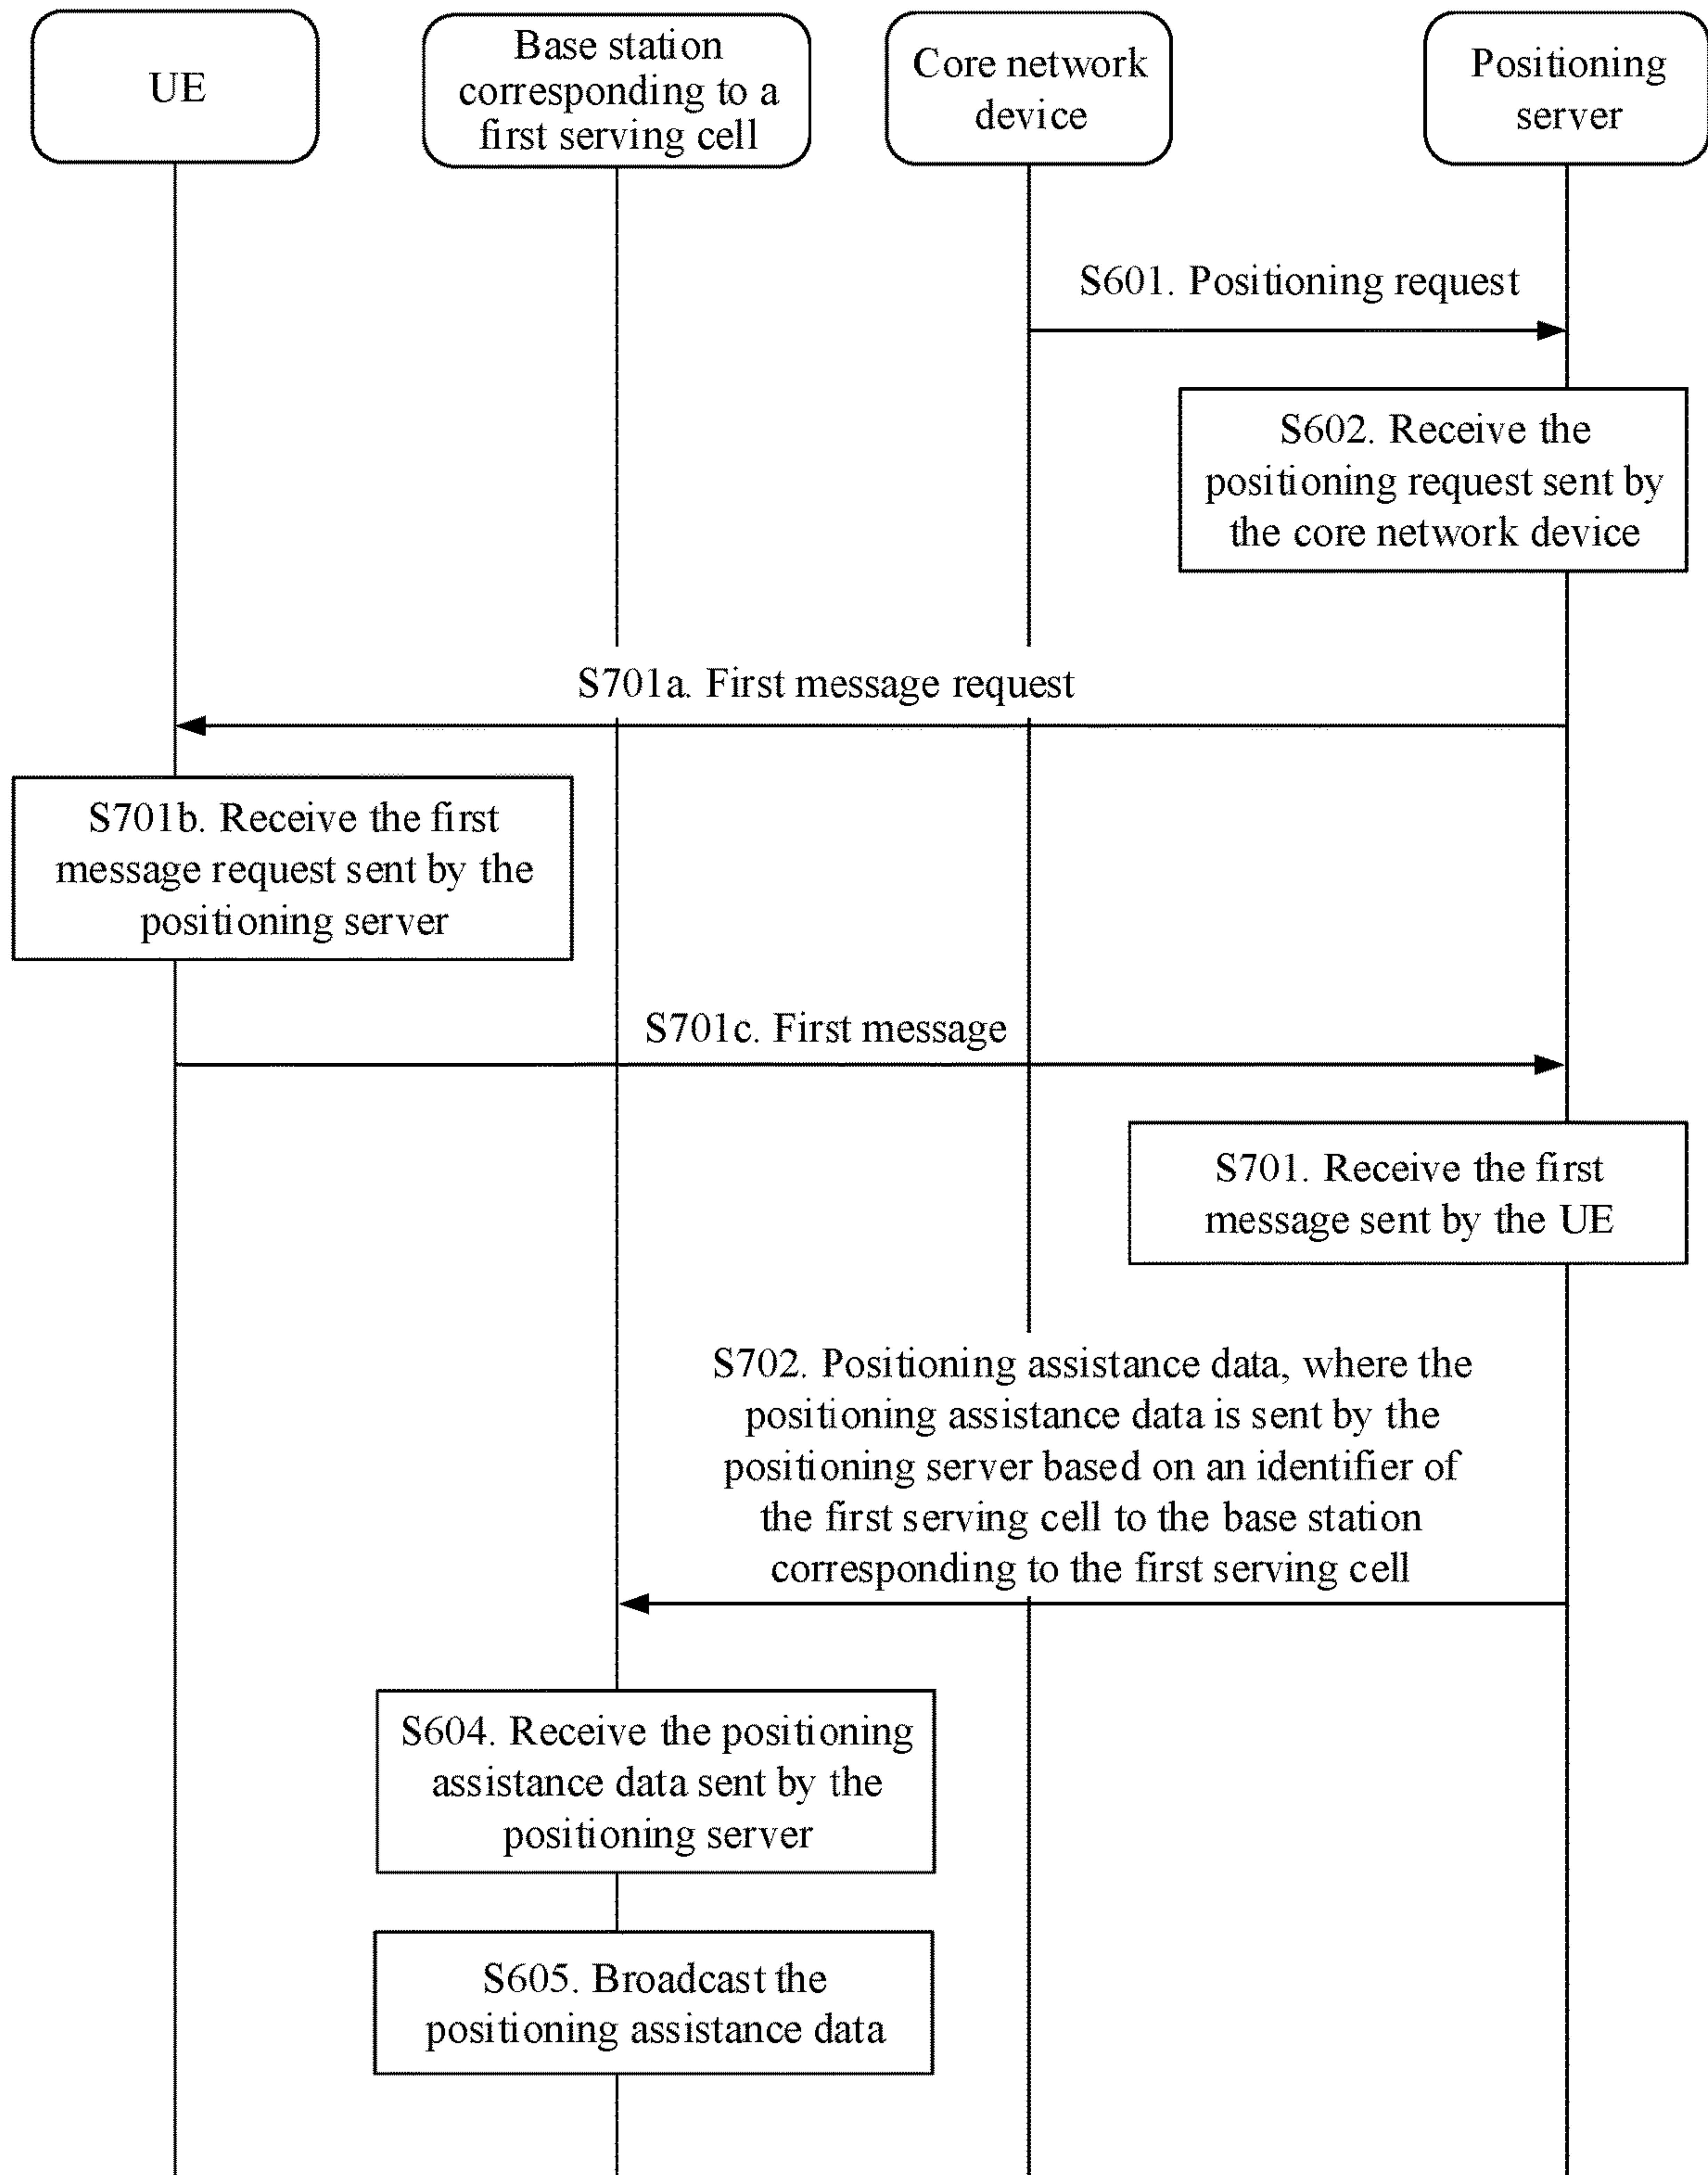 UE
Base station
corresponding to a
first serving cell
Core network
device
Positioning
server
S601. Positioning request
S602. Receive the
positioning request sent by
the core network device
S701a. First message request
S701b. Receive the first
message request sent by the
positioning server
S701c. First message
S701. Receive the first
message sent by the UE
S702. Positioning assistance data, where the
positioning assistance data is sent by the
positioning server based on an identifier of
the first serving cell to the base station
corresponding to the first serving cell
S604. Receive the positioning
assistance data sent by the
positioning server
S605. Broadcast the
positioning assistance data